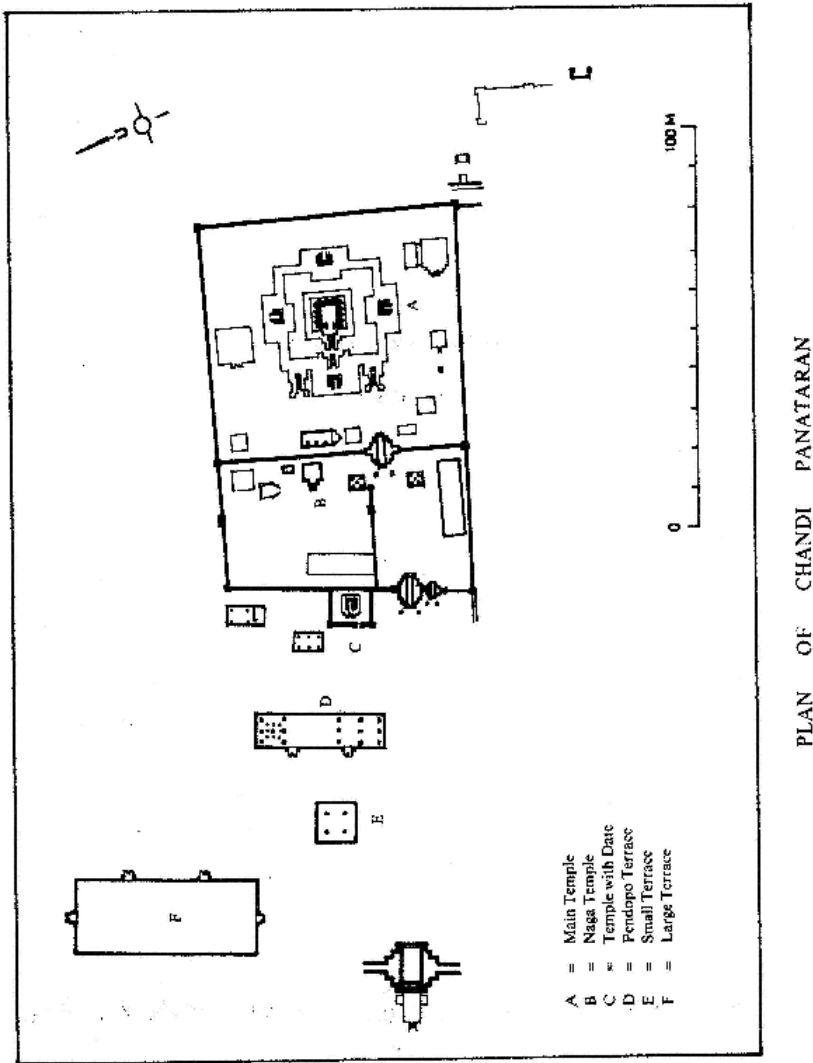 PLAN OF CHANDI PANATARAN
A
B
C
D
E
F
0
100 M
A = Main Temple
B = Naga Temple
C = Temple with Date
D = Pendopo Terrace
E = Small Terrace
F = Large Terrace